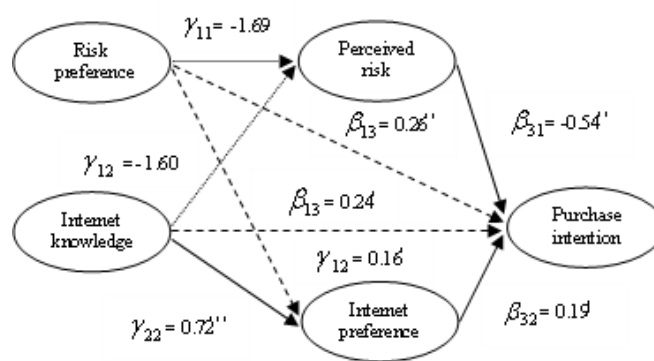 γ11 = -1.69
Risk
preference
Perceived
risk
β13 = 0.26''
β31 = -0.54''
γ12 = -1.60
Internet
knowledge
β13 = 0.24'
Purchase
intention
γ12 = 0.16'
γ22 = 0.72''
Internet
preference
β32 = 0.19'